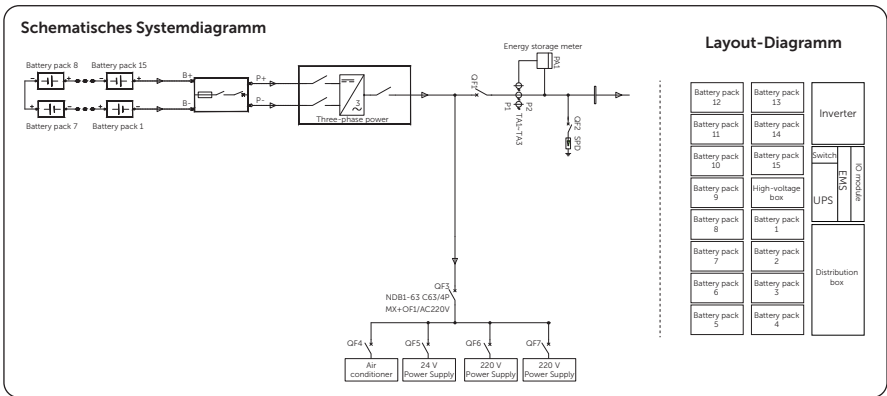 Schematisches Systemdiagramm
Battery pack 8
Battery pack 15
B+
P+
B-
P-
Battery pack 7
Battery pack 1
3
Three-phase power
QF1
Energy storage meter
PA1
P1
P2
TA1~TA3
QF2
SPD
QF3
NDB1-63 C63/4P
MX+OF1/AC220V
QF4
QF5
QF6
QF7
Air
conditioner
24 V
Power Supply
220 V
Power Supply
220 V
Power Supply
Layout-Diagramm
Battery pack
12
Battery pack
13
Battery pack
11
Battery pack
14
Battery pack
10
Battery pack
15
Battery pack
9
High-voltage
box
Battery pack
8
Battery pack
1
Battery pack
7
Battery pack
2
Battery pack
6
Battery pack
3
Battery pack
5
Battery pack
4
Inverter
Switch
UPS
EMS
IO module
Distribution
box